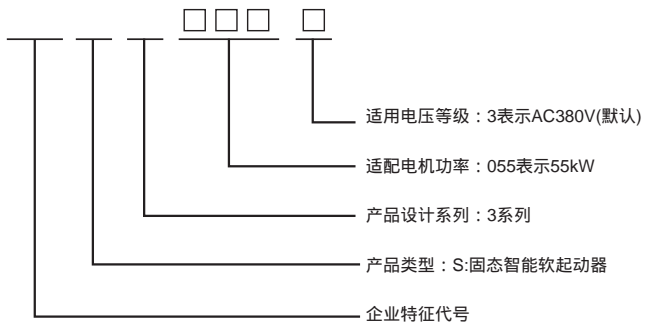 □□□ □
适用电压等级：3表示AC380V(默认)
适配电机功率：055表示55kW
产品设计系列：3系列
产品类型：S:固态智能软起动器
企业特征代号